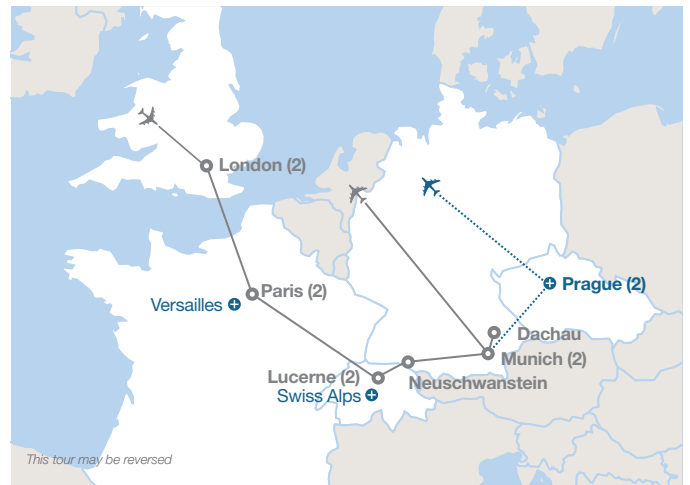 London (2)
Paris (2)
Versailles
Prague (2)
Dachau
Munich (2)
Lucerne (2)
Neuschwanstein
Swiss Alps
This tour may be reversed